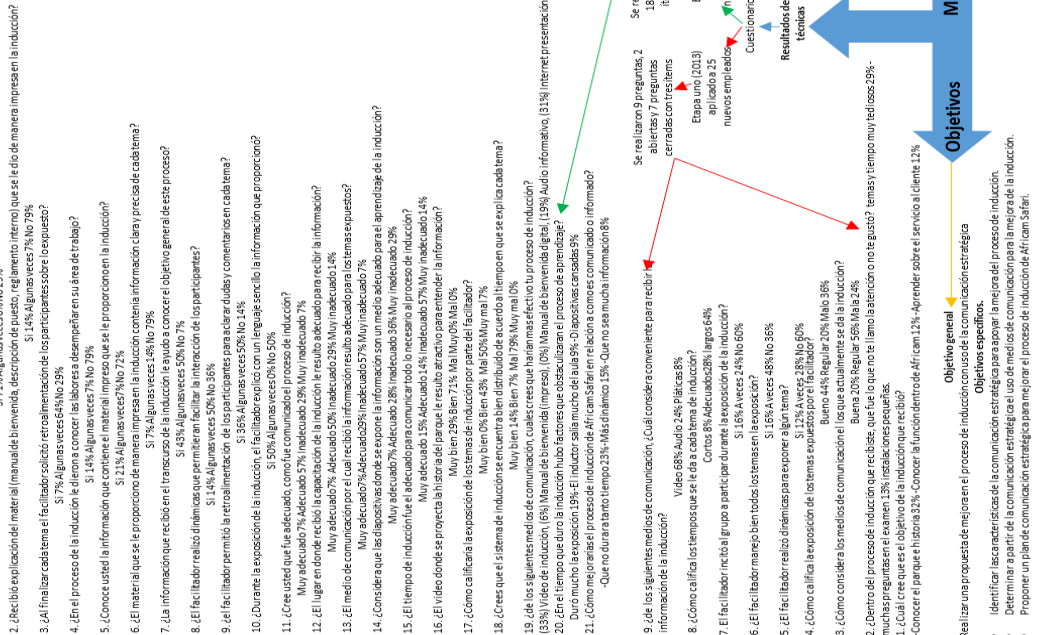 2. ¿Recibió explicación del material (manual de bienvenida, descripción de puesto, reglamento interno) que se le dio de manera impresa en la inducción?
Si 14% Algunas veces 7% No 79%
3. ¿Al finalizar cada tema el facilitador solicitó retroalimentación de los participantes sobre lo expuesto?
Si 7% Algunas veces 64% No 29%
4. ¿En el proceso de la inducción le dieron a conocer las labores a desempeñar en su área de trabajo?
Si 14% Algunas veces 7% No 79%
5. ¿Conoce usted la información que contiene el material impreso que se le proporciono en la inducción?
Si 21% Algunas veces 7% No 72%
6. ¿El material que se le proporciono de manera impresa en la inducción contenía información clara y precisa de cada tema?
Si 7% Algunas veces 14% No 79%
7. ¿La información que recibió en el transcurso de la inducción le ayudo a conocer el objetivo general de este proceso?
Si 43% Algunas veces 50% No 7%
8. ¿El facilitador realizó dinámicas que permitieran facilitar la interacción de los participantes?
Si 14% Algunas veces 50% No 36%
9. ¿el facilitador permitió la retroalimentación de los participantes para aclarar dudas y comentarios en cada tema?
Si 36% Algunas veces 50% No 14%
10. ¿Durante la exposición de la inducción, el facilitador explicó con un lenguaje sencillo la información que proporcionó?
Si 50% Algunas veces 0% No 50%
11. ¿Cree usted que fue adecuado, como fue comunicado el proceso de inducción?
Muy adecuado 7% Adecuado 57% Inadecuado 29% Muy Inadecuado 7%
12. ¿El lugar en donde recibió la capacitación de la inducción le resulto adecuado para recibir la información?
Muy adecuado 7% Adecuado 50% Inadecuado 29% Muy Inadecuado 14%
13. ¿El medio de comunicación por el cual recibió la información resulto adecuado para los temas expuestos?
Muy adecuado 7% Adecuado 29% Inadecuado 57% Muy Inadecuado 7%
14. ¿Considera que las diapositivas donde se expone la información son un medio adecuado para el aprendizaje de la inducción?
Muy adecuado 7% Adecuado 28% Inadecuado 36% Muy Inadecuado 29%
15. ¿El tiempo de inducción fue el adecuado para comunicar todo lo necesario al proceso de inducción?
Muy adecuado 15% Adecuado 14% Inadecuado 57% Muy Inadecuado 14%
16. ¿El video donde se proyecta la historia del parque le resulto atractivo para entender la información?
Muy bien 29% Bien 71% Mal 0% Muy Mal 0%
17. ¿Cómo calificaría la exposición de los temas por parte del facilitador?
Muy bien 0% Bien 43% Mal 50% Muy mal 7%
18. ¿Crees que el sistema de inducción se encuentra bien distribuido de acuerdo al tiempo en que se explica cada tema?
Muy bien 14% Bien 7% Mal 79% Muy mal 0%
19. ¿de los siguientes medios de comunicación, cuales crees que harían mas efectivo tu proceso de inducción?
(33%) Video de inducción, (6%) Manual de bienvenida (impreso), (0%) Manual de bienvenida digital, (19%) Audio informativo, (31%) Internet presentación
20. ¿En el tiempo que duro la inducción hubo factores que obstaculizaron el proceso de aprendizaje?
Duro mucho la exposición 19% -El inductor salía mucho del aula 9% -Diapositivas cansadas 9%
21. ¿Cómo mejorarías el proceso de inducción de Africam Safari en relación a como es comunicado o informado?
-Que no durara tanto tiempo 23% -Más dinámico 15% -Que no sea mucha información 8%
Se realizaron 9 preguntas, 2
abiertas y 7 preguntas
cerradas con tres ítems
Etapa uno (2013)
aplicado a 25
nuevos empleados
Se re
18
Cuestionario
Resultados de
técnicas
9. ¿de los siguientes medios de comunicación, ¿Cuál considera conveniente para recibir
información de la inducción?
Video 68% Audio 24% Pláticas 8%
8. ¿Cómo califica los tiempos que se le da a cada tema de inducción?
Cortos 8% Adecuados 28% largos 64%
7. El facilitador incitó al grupo a participar durante la inducción?
Si 16% A veces 24% No 60%
6. ¿El facilitador manejo bien todos los temas en la exposición?
Si 16% A veces 48% No 36%
5. ¿El facilitador realizo dinámicas para exponer algún tema?
Si 12% A veces 28% No 60%
4. ¿Cómo califica la exposición de los temas expuestos por el facilitador?
Bueno 44% Regular 20% Malo 36%
3. ¿Cómo considera los medios de comunicación el los que actualmente se da la inducción?
Buena 20% Regular 56% Mala 24%
2. ¿Dentro del proceso de inducción que recibiste, que fue lo que no te llamo la atención o no te gustó? temas y tiempo muy tediosos 29% -
muchas preguntas en el examen 13% instalaciones pequeñas.
1. ¿Cuál cree que es el objetivo de la inducción que recibió?
-Conocer el parque e historia 32% -Conocer la función dentro de Africam 12% -Aprender sobre el servicio al cliente 12%
Objetivos
M
Objetivo general
Realizar una propuesta de mejora en el proceso de inducción con uso de la comunicación estratégica
Objetivos específicos.
Identificar las características de la comunicación estratégica para apoyar la mejora del proceso de inducción.
Determinar a partir de la comunicación estratégica el uso de medios de comunicación para la mejora de la inducción.
Proponer un plan de comunicación estratégica para mejorar el proceso de inducción de Africam Safari.